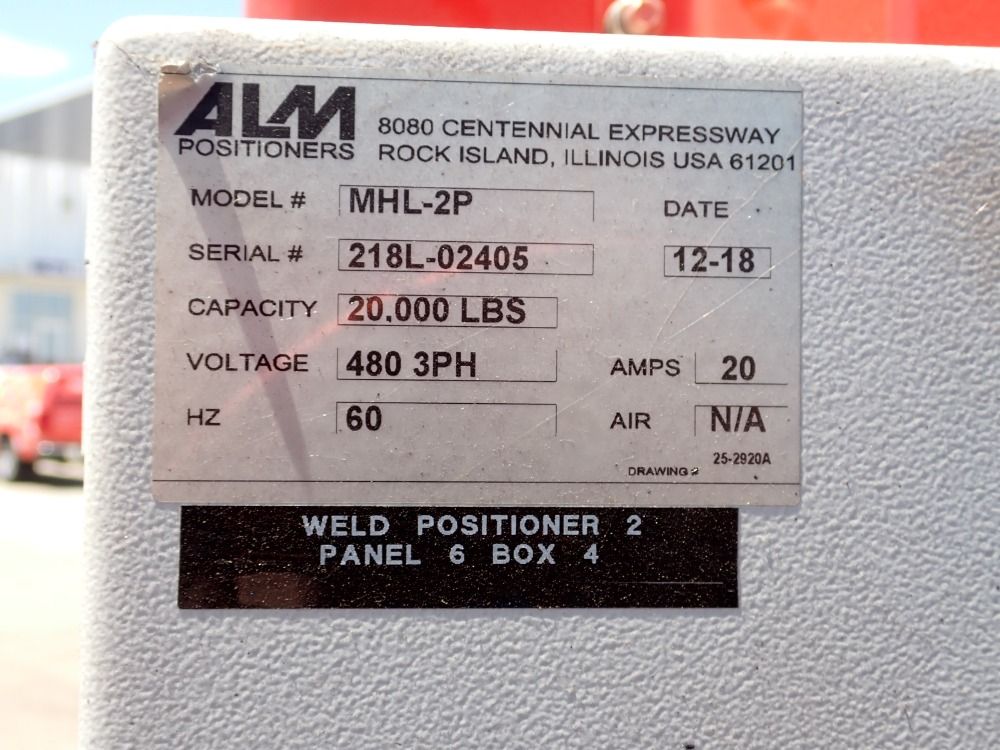 ALM
POSITIONERS
8080 CENTENNIAL EXPRESSWAY
ROCK ISLAND, ILLINOIS USA 61201
MODEL # MHL-2P DATE
SERIAL # 218L-02405 12-18
CAPACITY 20,000 LBS
VOLTAGE 480 3PH AMPS 20
HZ 60 AIR N/A
DRAWING # 25-2920A
WELD POSITIONER 2
PANEL 6 BOX 4